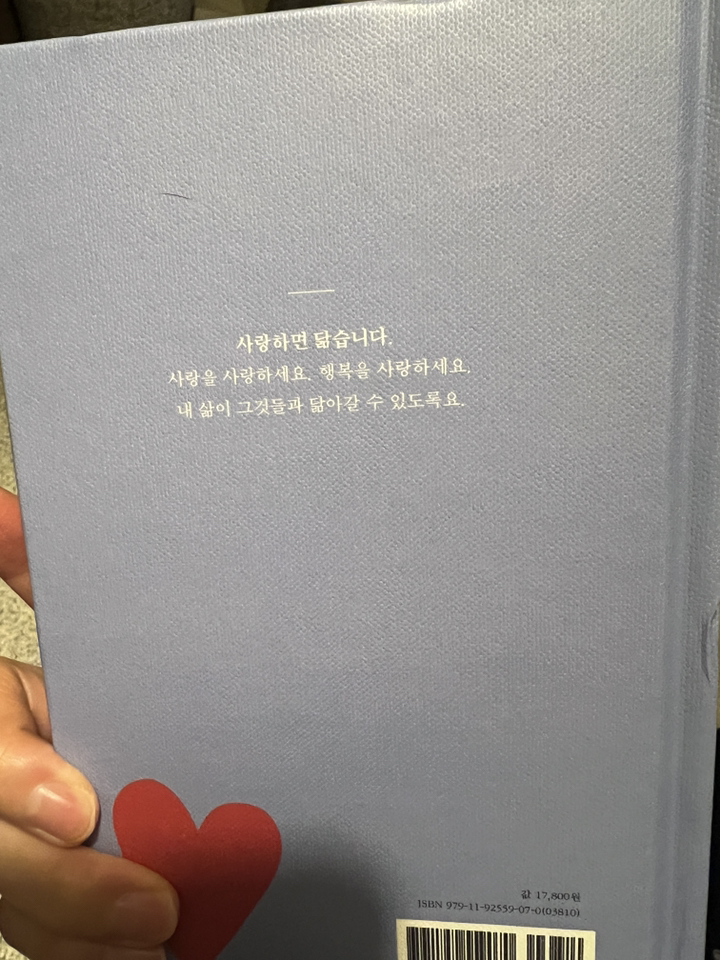 사랑하면 닮습니다.
사랑을 사랑하세요. 행복을 사랑하세요.
내 삶이 그것들과 닮아갈 수 있도록요.
값 17,800원
ISBN 979-11-92559-07-0(03810)